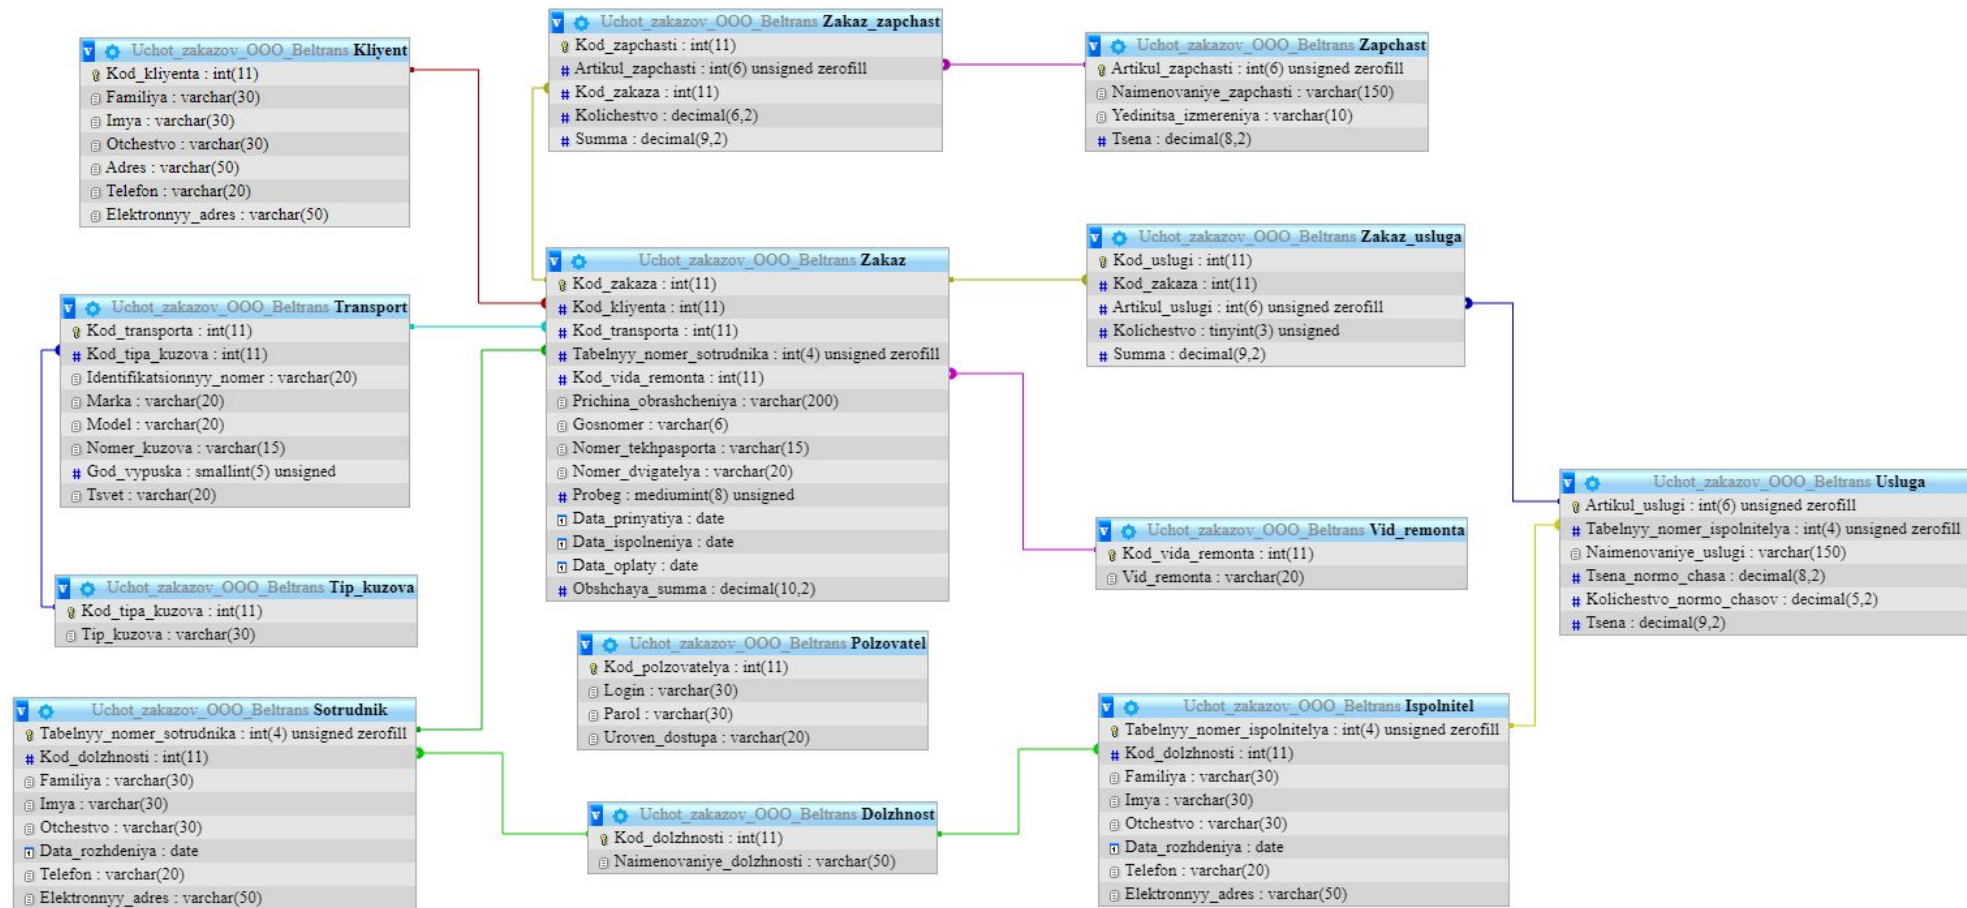 Uchot_zakazov_OOO_Beltrans Kliyent
Kod_kliyenta : int(11)
Familiya : varchar(30)
Imya : varchar(30)
Otchestvo : varchar(30)
Adres : varchar(50)
Telefon : varchar(20)
Elektronnyy_adres : varchar(50)
Uchot_zakazov_OOO_Beltrans Zakaz_zapchast
Kod_zapchasti : int(11)
Artikul_zapchasti : int(6) unsigned zerofill
Kod_zakaza : int(11)
Kolichestvo : decimal(6,2)
Summa : decimal(9,2)
Uchot_zakazov_OOO_Beltrans Zapchast
Artikul_zapchasti : int(6) unsigned zerofill
Naimenovaniye_zapchasti : varchar(150)
Yedinitsa_izmereniya : varchar(10)
Tsena : decimal(8,2)
Uchot_zakazov_OOO_Beltrans Transport
Kod_transporta : int(11)
Kod_tipa_kuzova : int(11)
Identifikatsionnyy_nomer : varchar(20)
Marka : varchar(20)
Model : varchar(20)
Nomer_kuzova : varchar(15)
God_vypuska : smallint(5) unsigned
Tsvet : varchar(20)
Uchot_zakazov_OOO_Beltrans Zakaz
Kod_zakaza : int(11)
Kod_kliyenta : int(11)
Kod_transporta : int(11)
Tabelnyy_nomer_sotrudnika : int(4) unsigned zerofill
Kod_vida_remonta : int(11)
Prichina_obrashcheniya : varchar(200)
Gosnomer : varchar(6)
Nomer_tekhpasporta : varchar(15)
Nomer_dvigatelya : varchar(20)
Probeg : mediumint(8) unsigned
Data_prinyatiya : date
Data_ispolneniya : date
Data_oplaty : date
Obshchaya_summa : decimal(10,2)
Uchot_zakazov_OOO_Beltrans Zakaz_usluga
Kod_uslugi : int(11)
Kod_zakaza : int(11)
Artikul_uslugi : int(6) unsigned zerofill
Kolichestvo : tinyint(3) unsigned
Summa : decimal(9,2)
Uchot_zakazov_OOO_Beltrans Usluga
Artikul_uslugi : int(6) unsigned zerofill
Tabelnyy_nomer_ispolnitelya : int(4) unsigned zerofill
Naimenovaniye_uslugi : varchar(150)
Tsena_normo_chasa : decimal(8,2)
Kolichestvo_normo_chasov : decimal(5,2)
Tsena : decimal(9,2)
Uchot_zakazov_OOO_Beltrans Vid_remonta
Kod_vida_remonta : int(11)
Vid_remonta : varchar(20)
Uchot_zakazov_OOO_Beltrans Tip_kuzova
Kod_tipa_kuzova : int(11)
Tip_kuzova : varchar(30)
Uchot_zakazov_OOO_Beltrans Polzovatel
Kod_polzovatelya : int(11)
Login : varchar(30)
Parol : varchar(30)
Uroven_dostupa : varchar(20)
Uchot_zakazov_OOO_Beltrans Sotrudnik
Tabelnyy_nomer_sotrudnika : int(4) unsigned zerofill
Kod_dolzhnosti : int(11)
Familiya : varchar(30)
Imya : varchar(30)
Otchestvo : varchar(30)
Data_rozhdeniya : date
Telefon : varchar(20)
Elektronnyy_adres : varchar(50)
Uchot_zakazov_OOO_Beltrans Dolzhnost
Kod_dolzhnosti : int(11)
Naimenovaniye_dolzhnosti : varchar(50)
Uchot_zakazov_OOO_Beltrans Ispolnitel
Tabelnyy_nomer_ispolnitelya : int(4) unsigned zerofill
Kod_dolzhnosti : int(11)
Familiya : varchar(30)
Imya : varchar(30)
Otchestvo : varchar(30)
Data_rozhdeniya : date
Telefon : varchar(20)
Elektronnyy_adres : varchar(50)